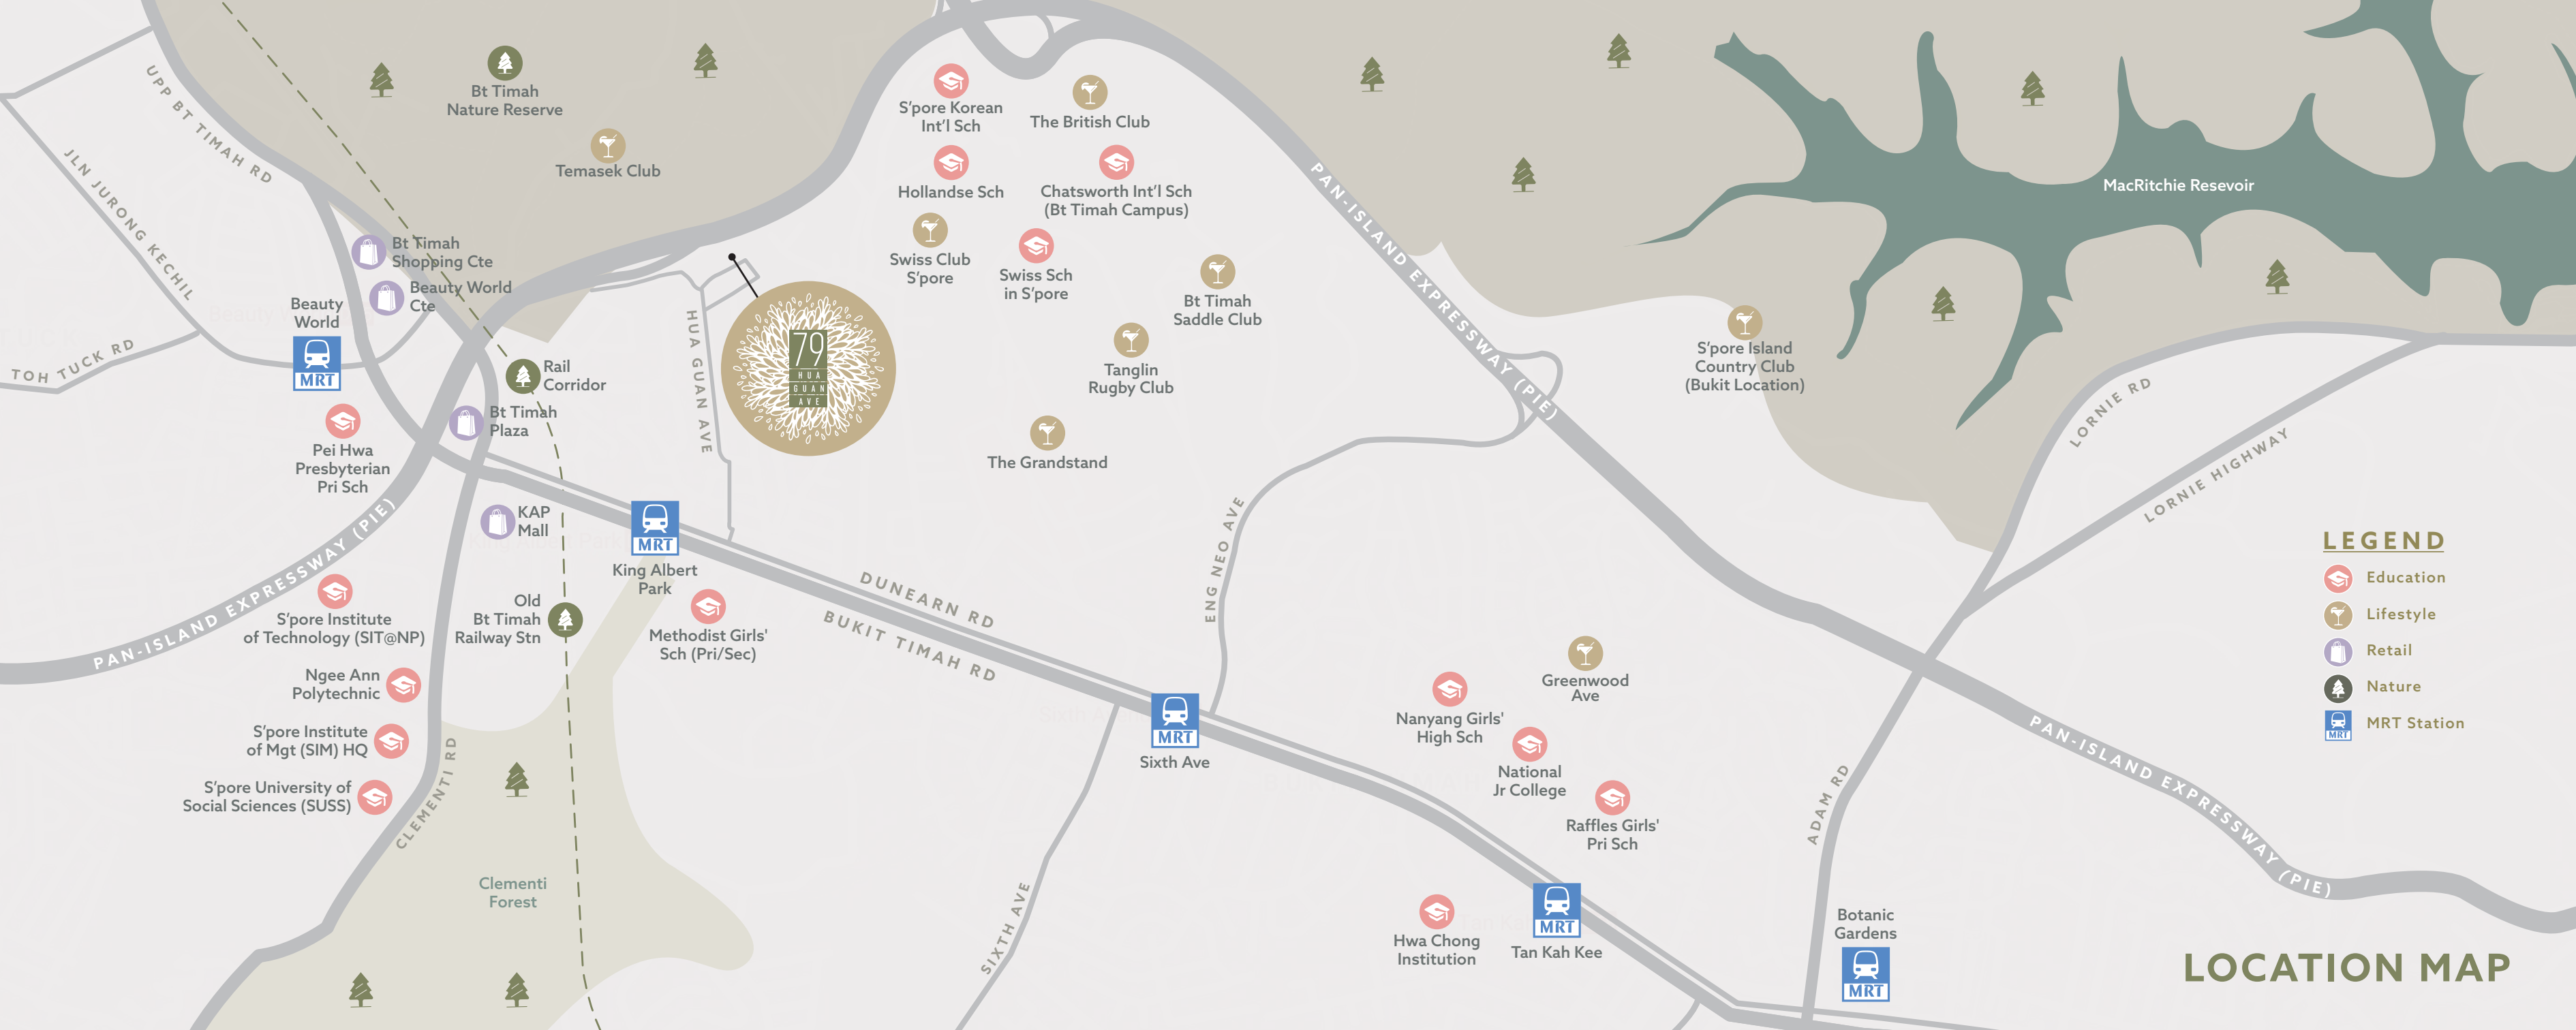 Bt Timah
Nature Reserve
Temasek Club
UPP BT TIMAH RD
JLN JURONG KECHIL
TOH TUCK RD
Bt Timah
Shopping Cte
Beauty World
Cte
Beauty
World
MRT
Rail
Corridor
Bt Timah
Plaza
Pei Hwa
Presbyterian
Pri Sch
KAP
Mall
PAN-ISLAND EXPRESSWAY (PIE)
S'pore Institute
of Technology (SIT@NP)
Old
Bt Timah
Railway Stn
Ngee Ann
Polytechnic
S'pore Institute
of Mgt (SIM) HQ
S'pore University of
Social Sciences (SUSS)
CLEMENTI RD
Clementi
Forest
HUA GUAN AVE
79
HUA
GUAN
AVE
MRT
King Albert
Park
Methodist Girls'
Sch (Pri/Sec)
DUNEARN RD
BUKIT TIMAH RD
S'pore Korean
Int'l Sch
The British Club
Hollandse Sch
Chatsworth Int'l Sch
(Bt Timah Campus)
Swiss Club
S'pore
Swiss Sch
in S'pore
Bt Timah
Saddle Club
Tanglin
Rugby Club
The Grandstand
PAN-ISLAND EXPRESSWAY (PIE)
ENG NEO AVE
MRT
Sixth Ave
SIXTH AVE
MacRitchie Resevoir
S'pore Island
Country Club
(Bukit Location)
LORNIE RD
LORNIE HIGHWAY
Greenwood
Ave
Nanyang Girls'
High Sch
National
Jr College
Raffles Girls'
Pri Sch
Hwa Chong
Institution
MRT
Tan Kah Kee
ADAM RD
Botanic
Gardens
MRT
PAN-ISLAND EXPRESSWAY (PIE)
LEGEND
Education
Lifestyle
Retail
Nature
MRT
MRT Station
LOCATION MAP